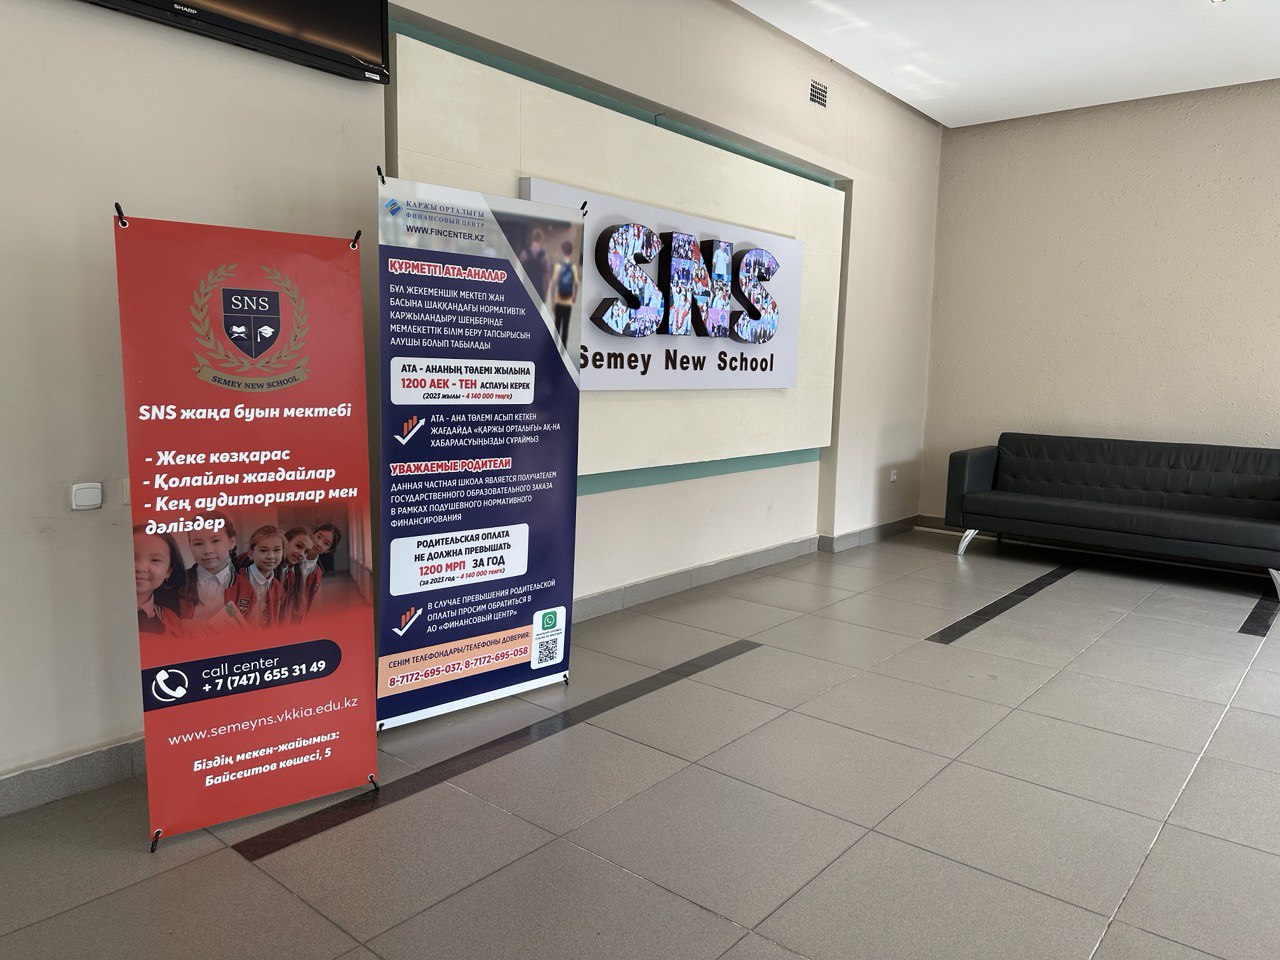 SHARP
SNS
SEMEY NEW SCHOOL
SNS жаңа буын мектебі
- Жеке көзқарас
- Қолайлы жағдайлар
- Кең аудиториялар мен
дәліздер
call center
+ 7 (747) 655 31 49
www.semeyns.vkkia.edu.kz
Біздің мекен-жайымыз:
Байсеитов көшесі, 5
ҚАРЖЫ ОРТАЛЫҒЫ
ФИНАНСОВЫЙ ЦЕНТР
WWW.FINCENTER.KZ
ҚҰРМЕТТІ АТА-АНАЛАР
БҰЛ ЖЕКЕМЕНШІК МЕКТЕП ЖАН
БАСЫНА ШАҚҚАНДАҒЫ НОРМАТИВТІК
ҚАРЖЫЛАНДЫРУ ШЕҢБЕРІНДЕ
МЕМЛЕКЕТТІК БІЛІМ БЕРУ ТАПСЫРЫСЫН
АЛУШЫ БОЛЫП ТАБЫЛАДЫ
АТА - АНАНЫҢ ТӨЛЕМІ ЖЫЛЫНА
1200 АЕК - ТЕН АСПАУЫ КЕРЕК
(2023 жылы - 4 140 000 теңге)
АТА - АНА ТӨЛЕМІ АСЫП КЕТКЕН
ЖАҒДАЙДА «ҚАРЖЫ ОРТАЛЫҒЫ» АҚ-НА
ХАБАРЛАСУЫҢЫЗДЫ СҰРАЙМЫЗ
УВАЖАЕМЫЕ РОДИТЕЛИ
ДАННАЯ ЧАСТНАЯ ШКОЛА ЯВЛЯЕТСЯ ПОЛУЧАТЕЛЕМ
ГОСУДАРСТВЕННОГО ОБРАЗОВАТЕЛЬНОГО ЗАКАЗА
В РАМКАХ ПОДУШЕВНОГО НОРМАТИВНОГО
ФИНАНСИРОВАНИЯ
РОДИТЕЛЬСКАЯ ОПЛАТА
НЕ ДОЛЖНА ПРЕВЫШАТЬ
1200 МРП ЗА ГОД
(за 2023 год - 4 140 000 тенге)
В СЛУЧАЕ ПРЕВЫШЕНИЯ РОДИТЕЛЬСКОЙ
ОПЛАТЫ ПРОСИМ ОБРАТИТЬСЯ В
АО «ФИНАНСОВЫЙ ЦЕНТР»
СЕНІМ ТЕЛЕФОНДАРЫ/ТЕЛЕФОНЫ ДОВЕРИЯ:
8-7172-695-037, 8-7172-695-058
SNS
Semey New School